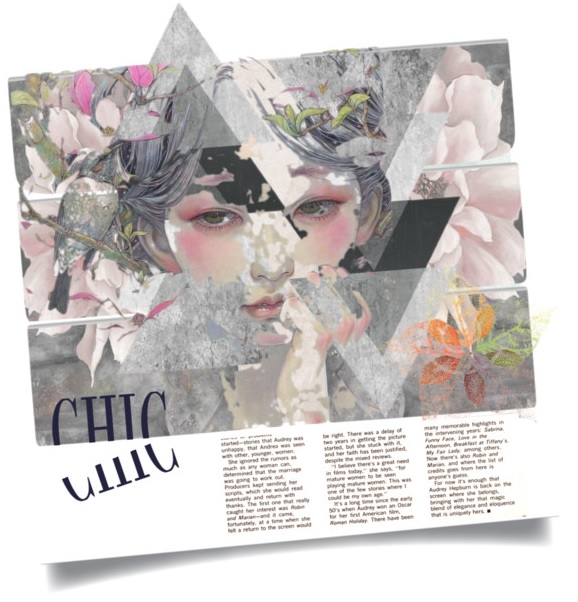 CHIC
CHIC
started—stories that Audrey was
unhappy, that Andrea was seen
with other, younger, women.
She ignored the rumors as
much as any woman can,
determined that the marriage
was going to work out.
Producers kept sending her
scripts, which she would read
eventually and return with
thanks. The first one that really
caught her interest was Robin
and Marian—and it came,
fortunately, at a time when she
felt a return to the screen would
be right. There was a delay of
two years in getting the picture
started, but she stuck with it,
and her faith has been justified,
despite the mixed reviews.
"I believe there's a great need
in films today," she says, "for
mature women to be seen
playing mature women. This was
one of the few stories where I
could be my own age."
It's a long time since the early
50's when Audrey won an Oscar
for her first American film,
Roman Holiday. There have been
many memorable highlights in
the intervening years: Sabrina,
Funny Face, Love in the
Afternoon, Breakfast at Tiffany's,
My Fair Lady, among others.
Now there's also Robin and
Marian, and where the list of
credits goes from here is
anyone's guess.
For now it's enough that
Audrey Hepburn is back on the
screen where she belongs,
bringing with her that magic
blend of elegance and eloquence
that is uniquely hers. ■